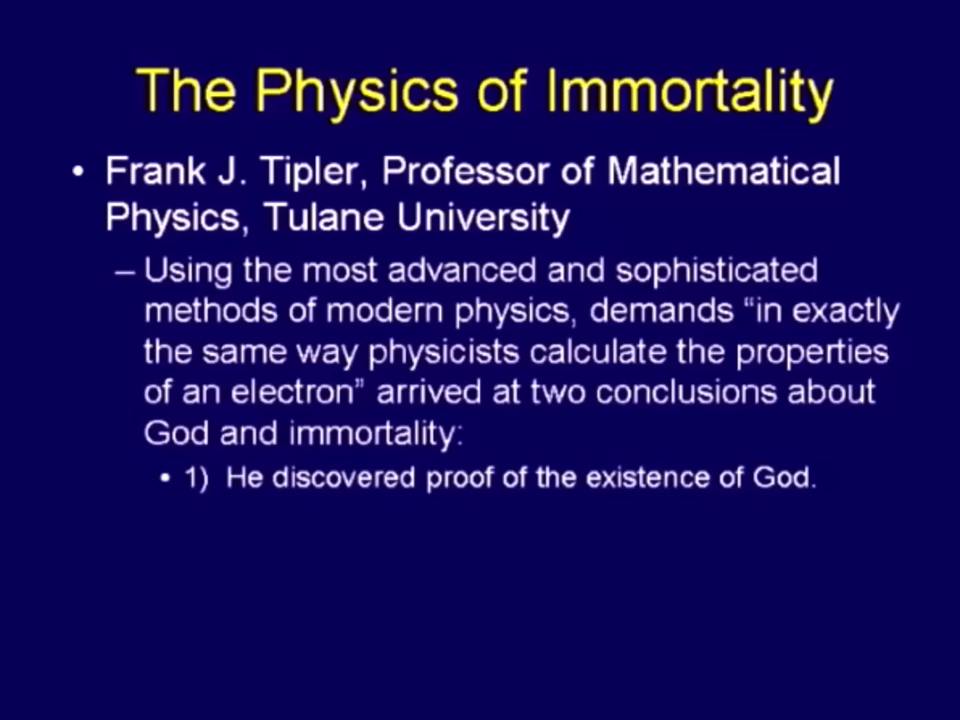 The Physics of Immortality
• Frank J. Tipler, Professor of Mathematical
Physics, Tulane University
– Using the most advanced and sophisticated
methods of modern physics, demands “in exactly
the same way physicists calculate the properties
of an electron” arrived at two conclusions about
God and immortality:
• 1) He discovered proof of the existence of God.